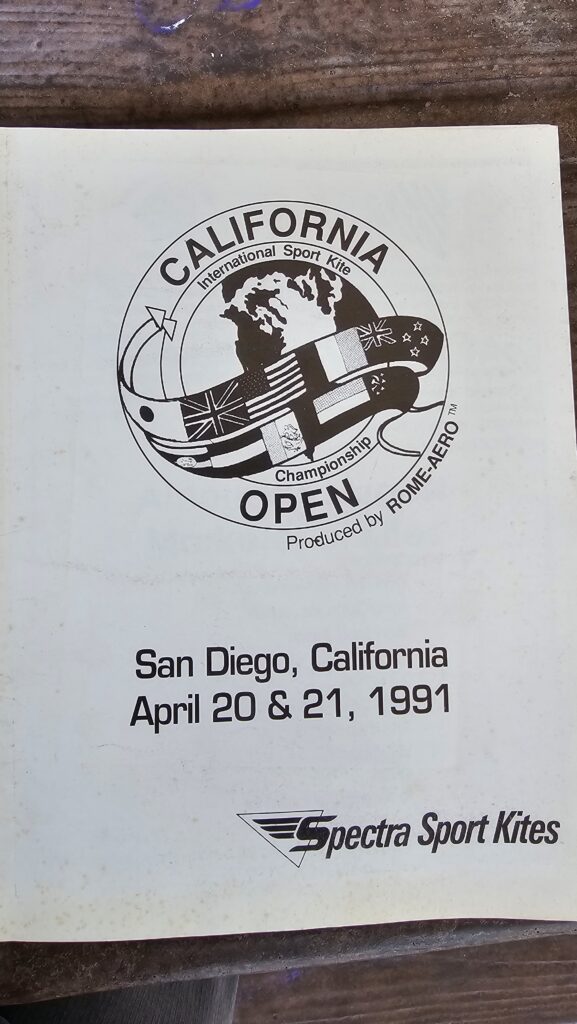 CALIFORNIA
International Sport Kite
Championship
OPEN
Produced by ROME-AERO™
San Diego, California
April 20 & 21, 1991
Spectra Sport Kites